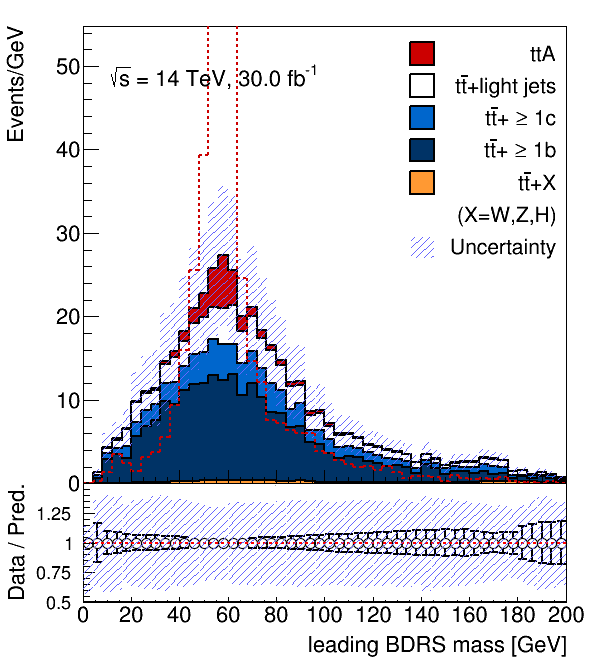 Events/GeV
50
40
30
20
10
0
√s = 14 TeV, 30.0 fb⁻¹
ttA
tt̄+light jets
tt̄+ ≥ 1c
tt̄+ ≥ 1b
tt̄+X
(X=W,Z,H)
Uncertainty
Data / Pred.
1.25
1
0.75
0.5
0 20 40 60 80 100 120 140 160 180 200
leading BDRS mass [GeV]